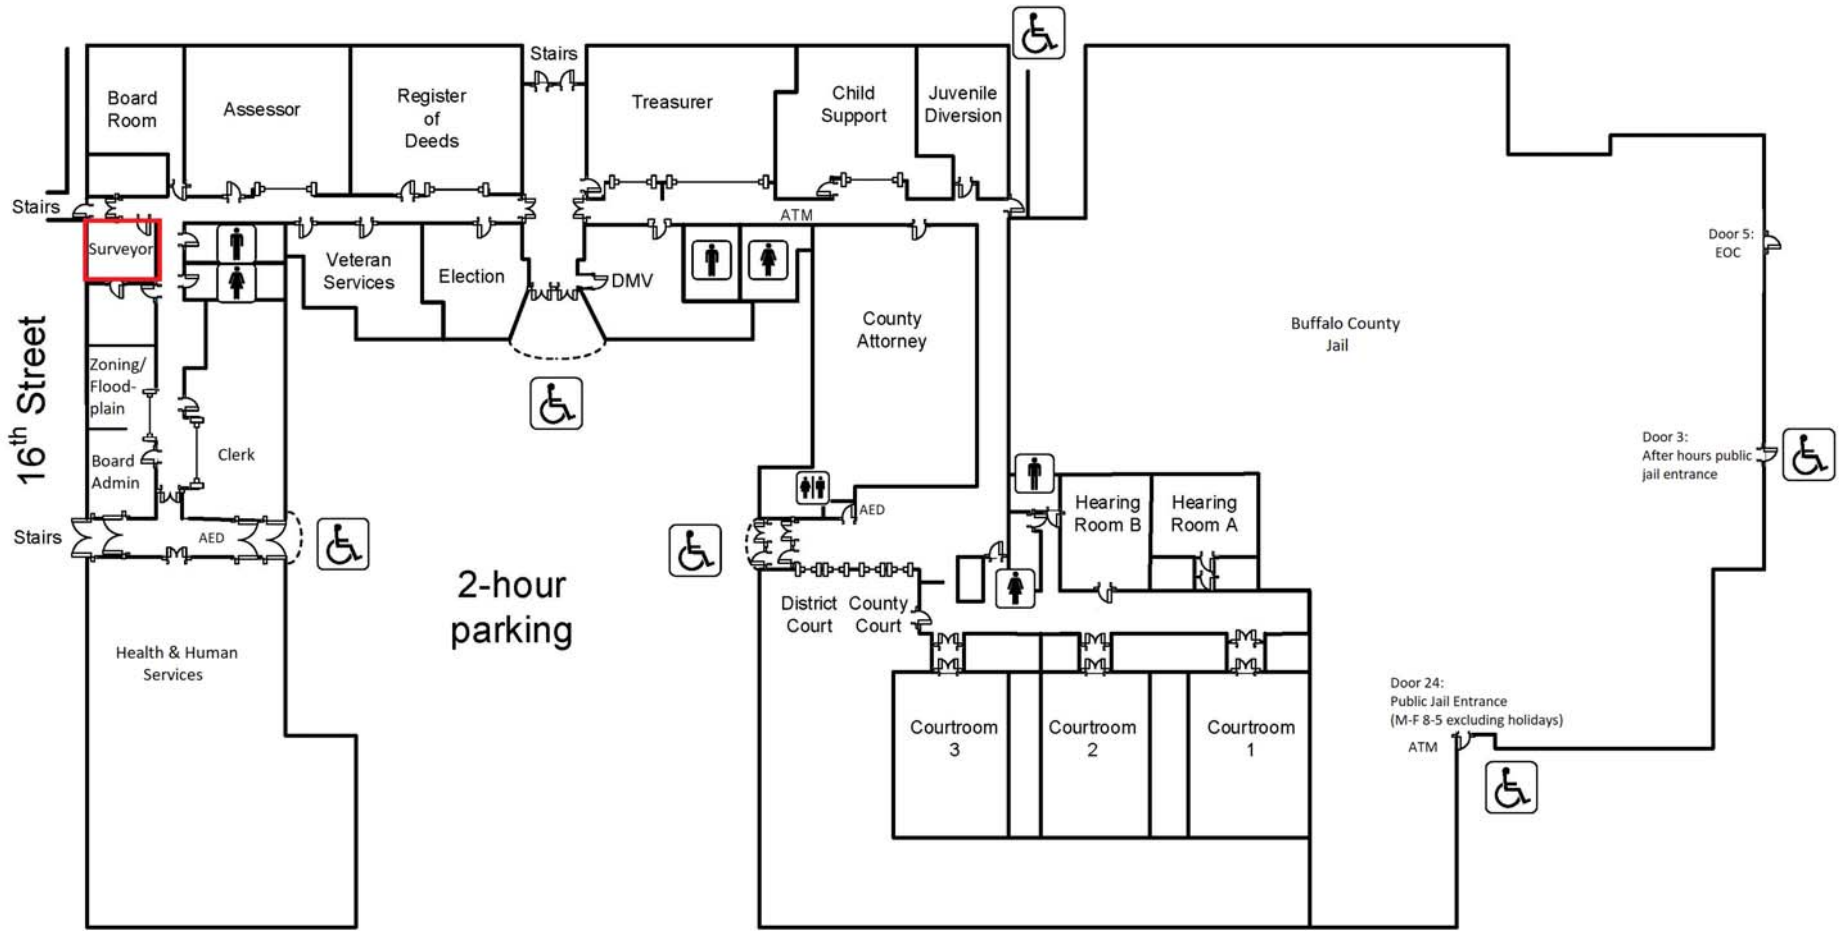 Stairs
Board
Room
Assessor
Register
of
Deeds
Treasurer
Child
Support
Juvenile
Diversion
Stairs
ATM
Surveyor
Veteran
Services
Election
DMV
Door 5:
EOC
County
Attorney
Buffalo County
Jail
16th Street
Zoning/
Flood-
plain
Board
Admin
Clerk
Door 3:
After hours public
jail entrance
Hearing
Room B
Hearing
Room A
AED
Stairs
AED
2-hour
parking
District
Court
County
Court
Health & Human
Services
Door 24:
Public Jail Entrance
(M-F 8-5 excluding holidays)
ATM
Courtroom
3
Courtroom
2
Courtroom
1